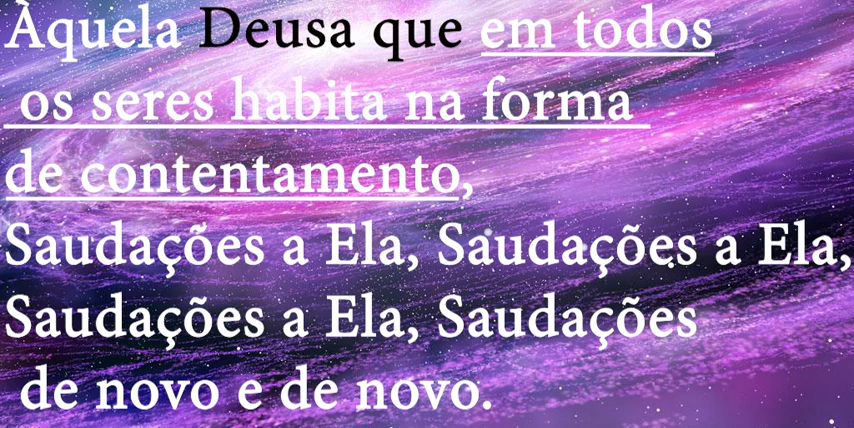 Àquela Deusa que em todos
os seres habita na forma
de contentamento,
Saudações a Ela, Saudações a Ela,
Saudações a Ela, Saudações
de novo e de novo.